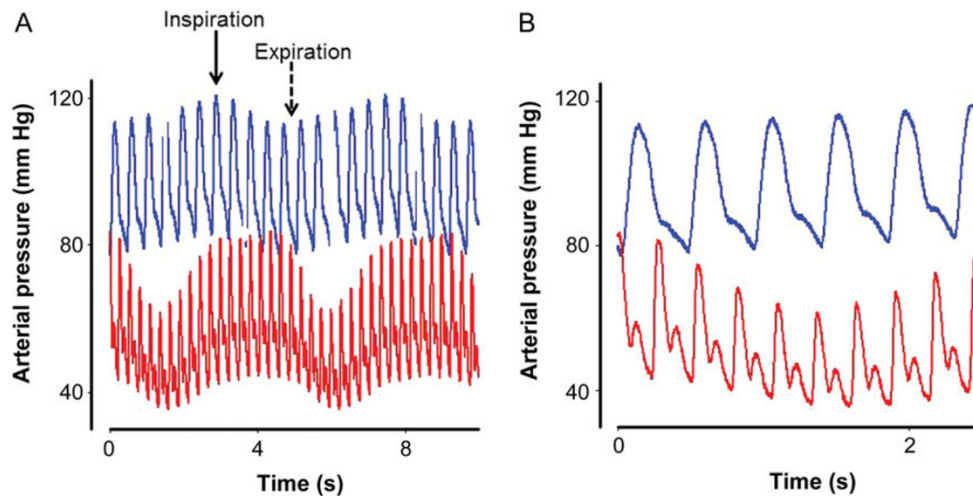 A
Inspiration
Expiration
Arterial pressure (mm Hg)
120
80
40
0
4
8
Time (s)
B
Arterial pressure (mm Hg)
120
80
40
0
2
Time (s)